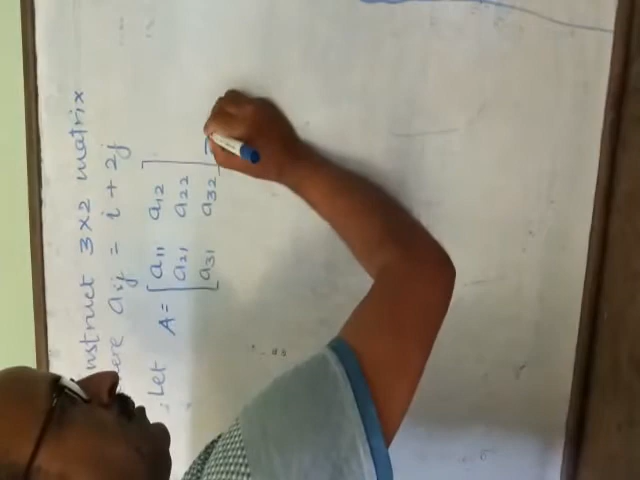 nstruct 3x2 matrix
ere aij = i + 2j
Let A = [a11 a12
a21 a22
a31 a32]